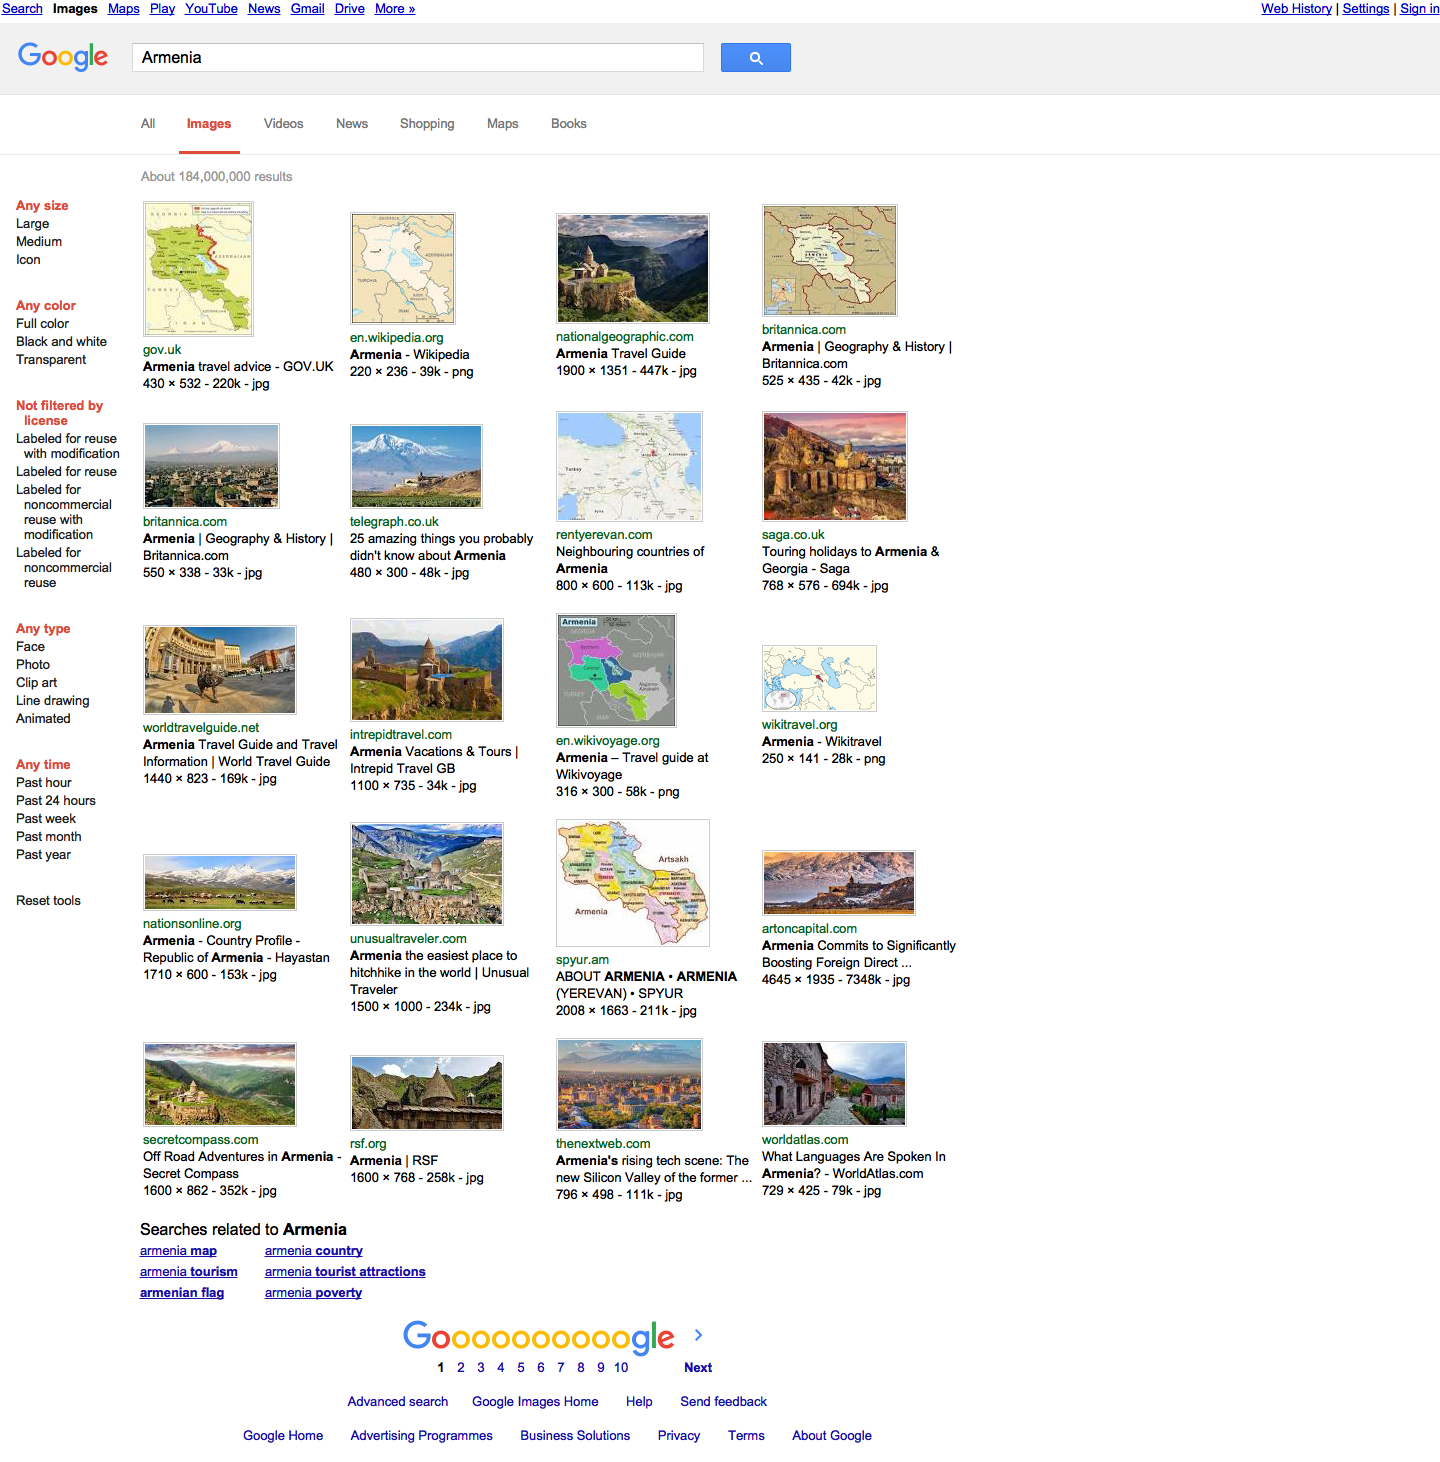 Search Images Maps Play YouTube News Gmail Drive More »
Web History | Settings | Sign in
Google
Armenia
All Images Videos News Shopping Maps Books
About 184,000,000 results
Any size
Large
Medium
Icon
Any color
Full color
Black and white
Transparent
Not filtered by
license
Labeled for reuse
with modification
Labeled for reuse
Labeled for
noncommercial
reuse with
modification
Labeled for
noncommercial
reuse
Any type
Face
Photo
Clip art
Line drawing
Animated
Any time
Past hour
Past 24 hours
Past week
Past month
Past year
Reset tools
gov.uk
Armenia travel advice - GOV.UK
430 × 532 - 220k - jpg
en.wikipedia.org
Armenia - Wikipedia
220 × 236 - 39k - png
nationalgeographic.com
Armenia Travel Guide
1900 × 1351 - 447k - jpg
britannica.com
Armenia | Geography & History |
Britannica.com
525 × 435 - 42k - jpg
britannica.com
Armenia | Geography & History |
Britannica.com
550 × 338 - 33k - jpg
telegraph.co.uk
25 amazing things you probably
didn't know about Armenia
480 × 300 - 48k - jpg
rentyerevan.com
Neighbouring countries of
Armenia
800 × 600 - 113k - jpg
saga.co.uk
Touring holidays to Armenia &
Georgia - Saga
768 × 576 - 694k - jpg
worldtravelguide.net
Armenia Travel Guide and Travel
Information | World Travel Guide
1440 × 823 - 169k - jpg
intrepidtravel.com
Armenia Vacations & Tours |
Intrepid Travel GB
1100 × 735 - 34k - jpg
Armenia
en.wikivoyage.org
Armenia – Travel guide at
Wikivoyage
316 × 300 - 58k - png
wikitravel.org
Armenia - Wikitravel
250 × 141 - 28k - png
nationsonline.org
Armenia - Country Profile -
Republic of Armenia - Hayastan
1710 × 600 - 153k - jpg
unusualtraveler.com
Armenia the easiest place to
hitchhike in the world | Unusual
Traveler
1500 × 1000 - 234k - jpg
Artsakh
Armenia
spyur.am
ABOUT ARMENIA • ARMENIA
(YEREVAN) • SPYUR
2008 × 1663 - 211k - jpg
artoncapital.com
Armenia Commits to Significantly
Boosting Foreign Direct ...
4645 × 1935 - 7348k - jpg
secretcompass.com
Off Road Adventures in Armenia -
Secret Compass
1600 × 862 - 352k - jpg
rsf.org
Armenia | RSF
1600 × 768 - 258k - jpg
thenextweb.com
Armenia's rising tech scene: The
new Silicon Valley of the former ...
796 × 498 - 111k - jpg
worldatlas.com
What Languages Are Spoken In
Armenia? - WorldAtlas.com
729 × 425 - 79k - jpg
Searches related to Armenia
armenia map armenia country
armenia tourism armenia tourist attractions
armenian flag armenia poverty
Goooooooooogle
1 2 3 4 5 6 7 8 9 10 Next
Advanced search Google Images Home Help Send feedback
Google Home Advertising Programmes Business Solutions Privacy Terms About Google